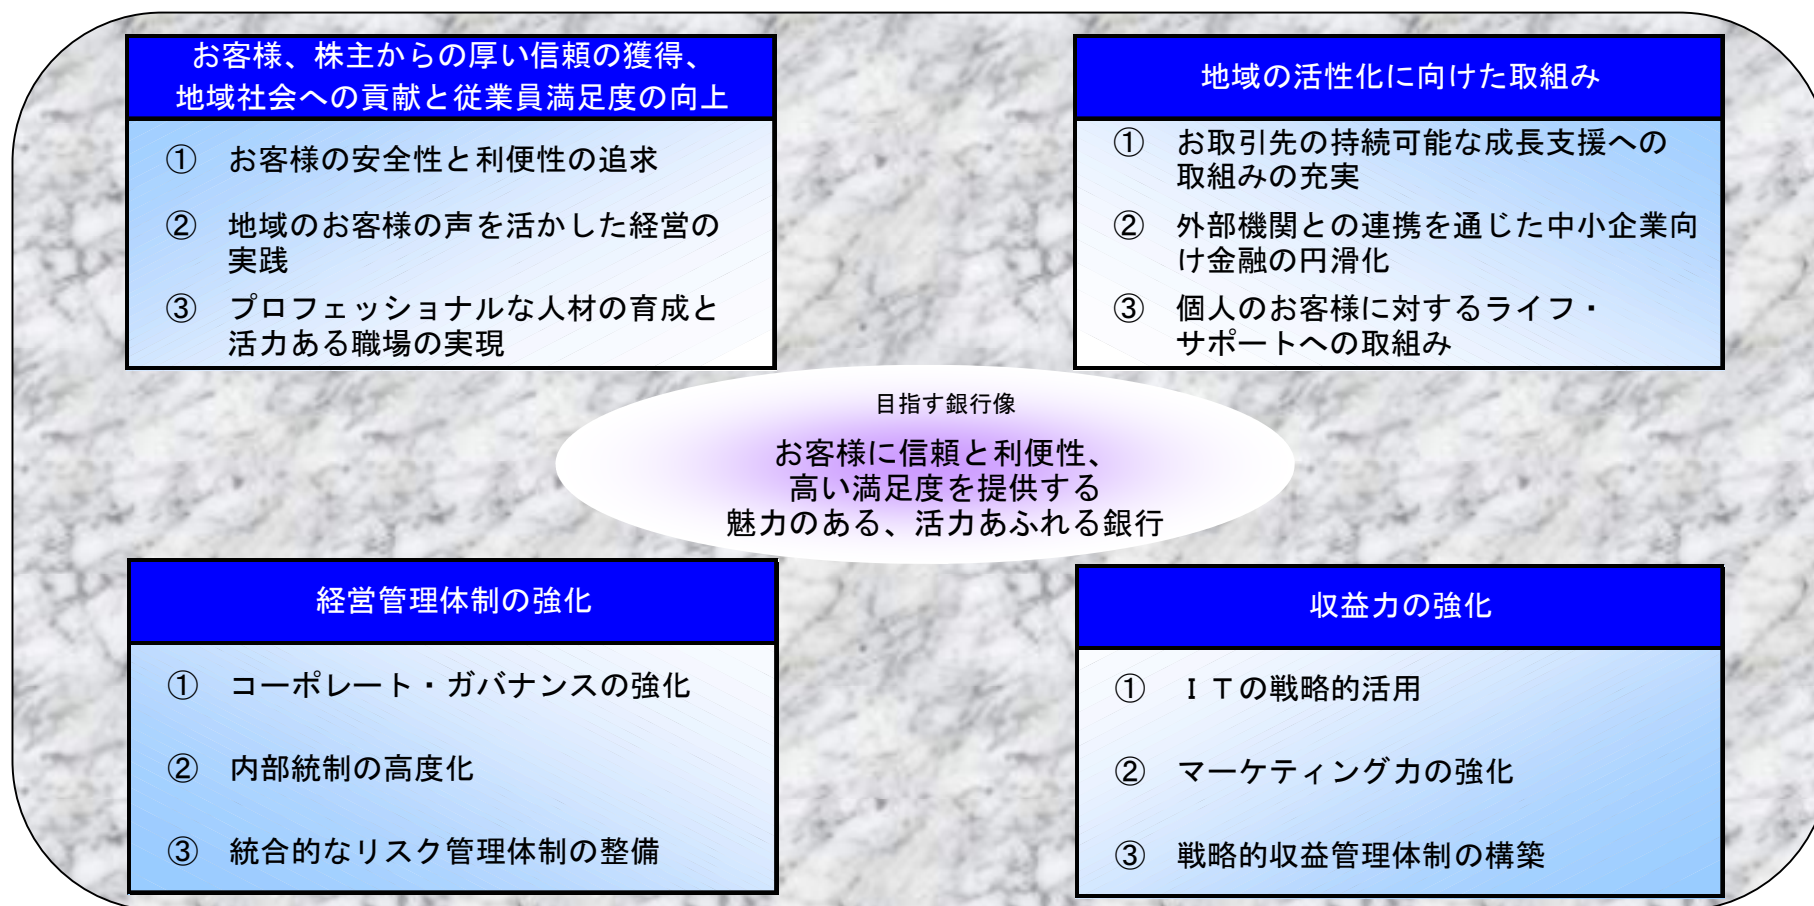 お客様、株主からの厚い信頼の獲得、
地域社会への貢献と従業員満足度の向上
① お客様の安全性と利便性の追求
② 地域のお客様の声を活かした経営の
実践
③ プロフェッショナルな人材の育成と
活力ある職場の実現
地域の活性化に向けた取組み
① お取引先の持続可能な成長支援への
取組みの充実
② 外部機関との連携を通じた中小企業向
け金融の円滑化
③ 個人のお客様に対するライフ・
サポートへの取組み
目指す銀行像
お客様に信頼と利便性、
高い満足度を提供する
魅力のある、活力あふれる銀行
経営管理体制の強化
① コーポレート・ガバナンスの強化
② 内部統制の高度化
③ 統合的なリスク管理体制の整備
収益力の強化
① ＩＴの戦略的活用
② マーケティング力の強化
③ 戦略的収益管理体制の構築